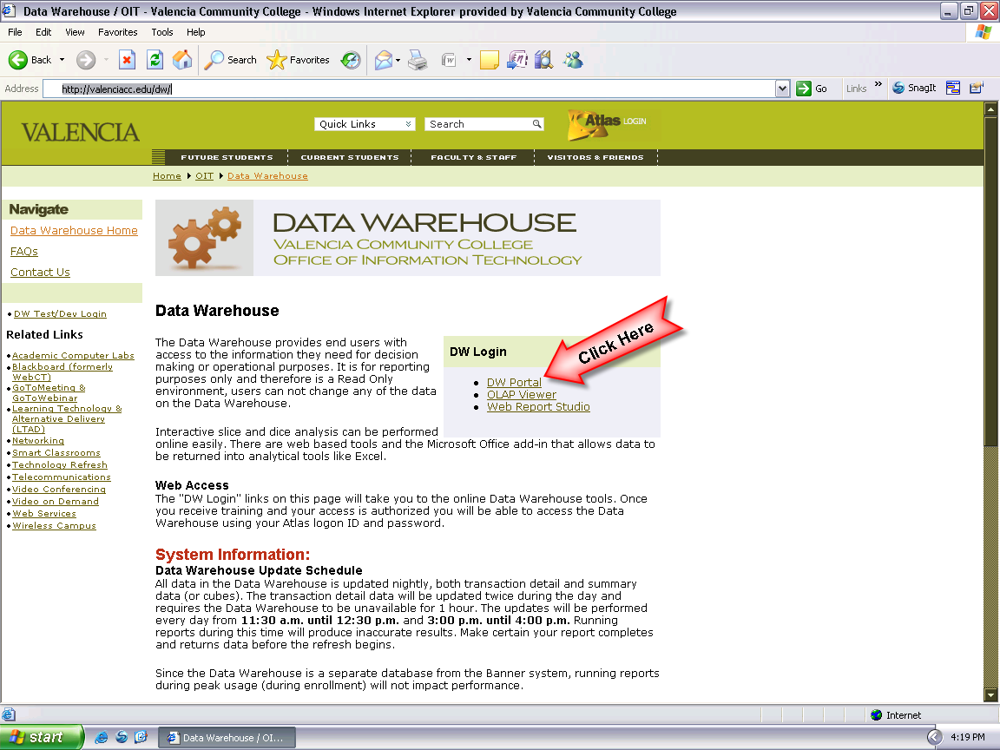 Data Warehouse / OIT - Valencia Community College - Windows Internet Explorer provided by Valencia Community College
File Edit View Favorites Tools Help
Back Search Favorites
Address http://valenciacc.edu/dw/ Go Links » SnagIt
VALENCIA
Quick Links
Search
Atlas LOGIN
FUTURE STUDENTS CURRENT STUDENTS FACULTY & STAFF VISITORS & FRIENDS
Home OIT Data Warehouse
Navigate
Data Warehouse Home
FAQs
Contact Us
DW Test/Dev Login
Related Links
Academic Computer Labs
Blackboard (formerly
WebCT)
GoToMeeting &
GoToWebinar
Learning Technology &
Alternative Delivery
(LTAD)
Networking
Smart Classrooms
Technology Refresh
Telecommunications
Video Conferencing
Video on Demand
Web Services
Wireless Campus
DATA WAREHOUSE
VALENCIA COMMUNITY COLLEGE
OFFICE OF INFORMATION TECHNOLOGY
Data Warehouse
The Data Warehouse provides end users with
access to the information they need for decision
making or operational purposes. It is for reporting
purposes only and therefore is a Read Only
environment, users can not change any of the data
on the Data Warehouse.
DW Login
Click Here
DW Portal
OLAP Viewer
Web Report Studio
Interactive slice and dice analysis can be performed
online easily. There are web based tools and the Microsoft Office add-in that allows data to
be returned into analytical tools like Excel.
Web Access
The "DW Login" links on this page will take you to the online Data Warehouse tools. Once
you receive training and your access is authorized you will be able to access the Data
Warehouse using your Atlas logon ID and password.
System Information:
Data Warehouse Update Schedule
All data in the Data Warehouse is updated nightly, both transaction detail and summary
data (or cubes). The transaction detail data will be updated twice during the day and
requires the Data Warehouse to be unavailable for 1 hour. The updates will be performed
every day from 11:30 a.m. until 12:30 p.m. and 3:00 p.m. until 4:00 p.m. Running
reports during this time will produce inaccurate results. Make certain your report completes
and returns data before the refresh begins.
Since the Data Warehouse is a separate database from the Banner system, running reports
during peak usage (during enrollment) will not impact performance.
Internet
start Data Warehouse / OI... 4:19 PM